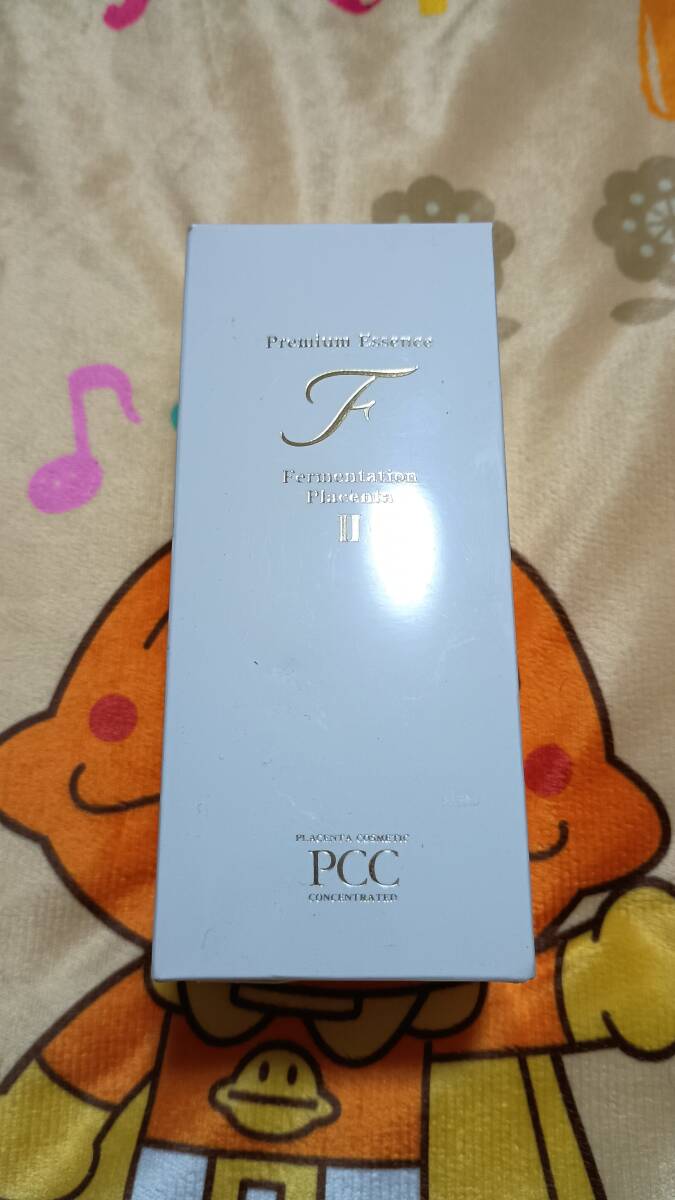 Premium Essence
F
Fermentation
Placenta
II
PLACENTA COSMETIC
PCC
CONCENTRATED